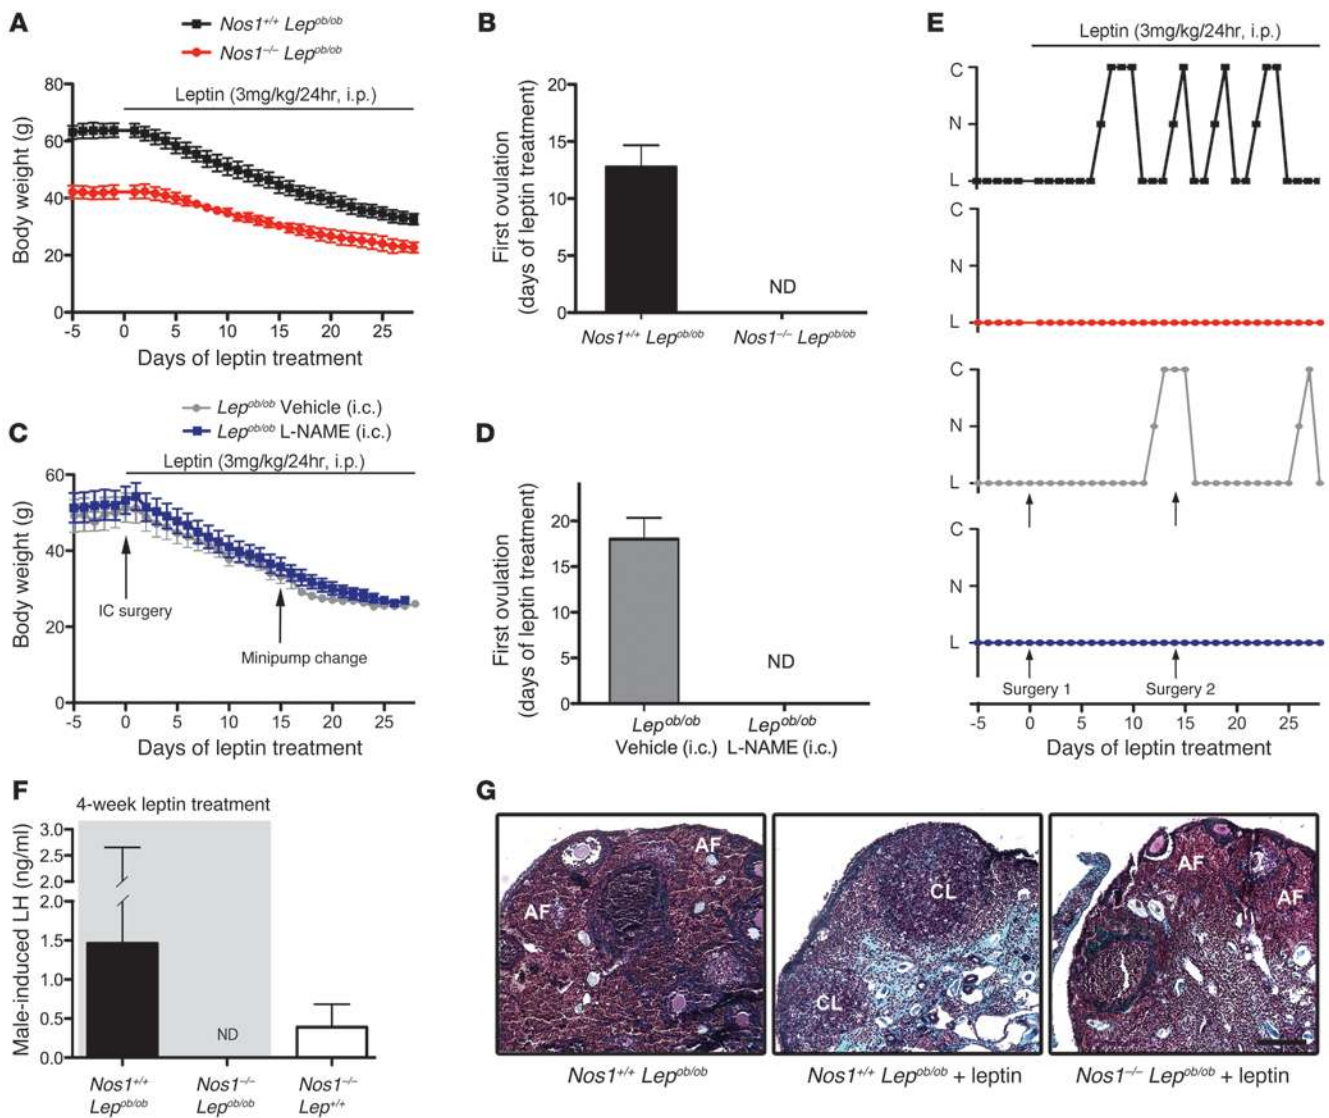 A
Nos1+/+ Lepob/ob
Nos1–/– Lepob/ob
Leptin (3mg/kg/24hr, i.p.)
Body weight (g)
80
60
40
20
0
-5 0 5 10 15 20 25
Days of leptin treatment
B
First ovulation
(days of leptin treatment)
20
15
10
5
0
ND
Nos1+/+ Lepob/ob Nos1–/– Lepob/ob
C
Lepob/ob Vehicle (i.c.)
Lepob/ob L-NAME (i.c.)
Leptin (3mg/kg/24hr, i.p.)
Body weight (g)
60
40
20
0
IC surgery
Minipump change
-5 0 5 10 15 20 25
Days of leptin treatment
D
First ovulation
(days of leptin treatment)
20
15
10
5
0
ND
Lepob/ob Lepob/ob
Vehicle (i.c.) L-NAME (i.c.)
E
Leptin (3mg/kg/24hr, i.p.)
C
N
L
C
N
L
C
N
L
C
N
L
Surgery 1 Surgery 2
-5 0 5 10 15 20 25
Days of leptin treatment
F
4-week leptin treatment
Male-induced LH (ng/ml)
3.0
2.5
2.0
2.0
1.5
1.0
0.5
0.0
ND
Nos1+/+ Nos1–/– Nos1–/–
Lepob/ob Lepob/ob Lep+/+
G
AF
AF
CL
CL
AF
AF
Nos1+/+ Lepob/ob
Nos1+/+ Lepob/ob + leptin
Nos1–/– Lepob/ob + leptin